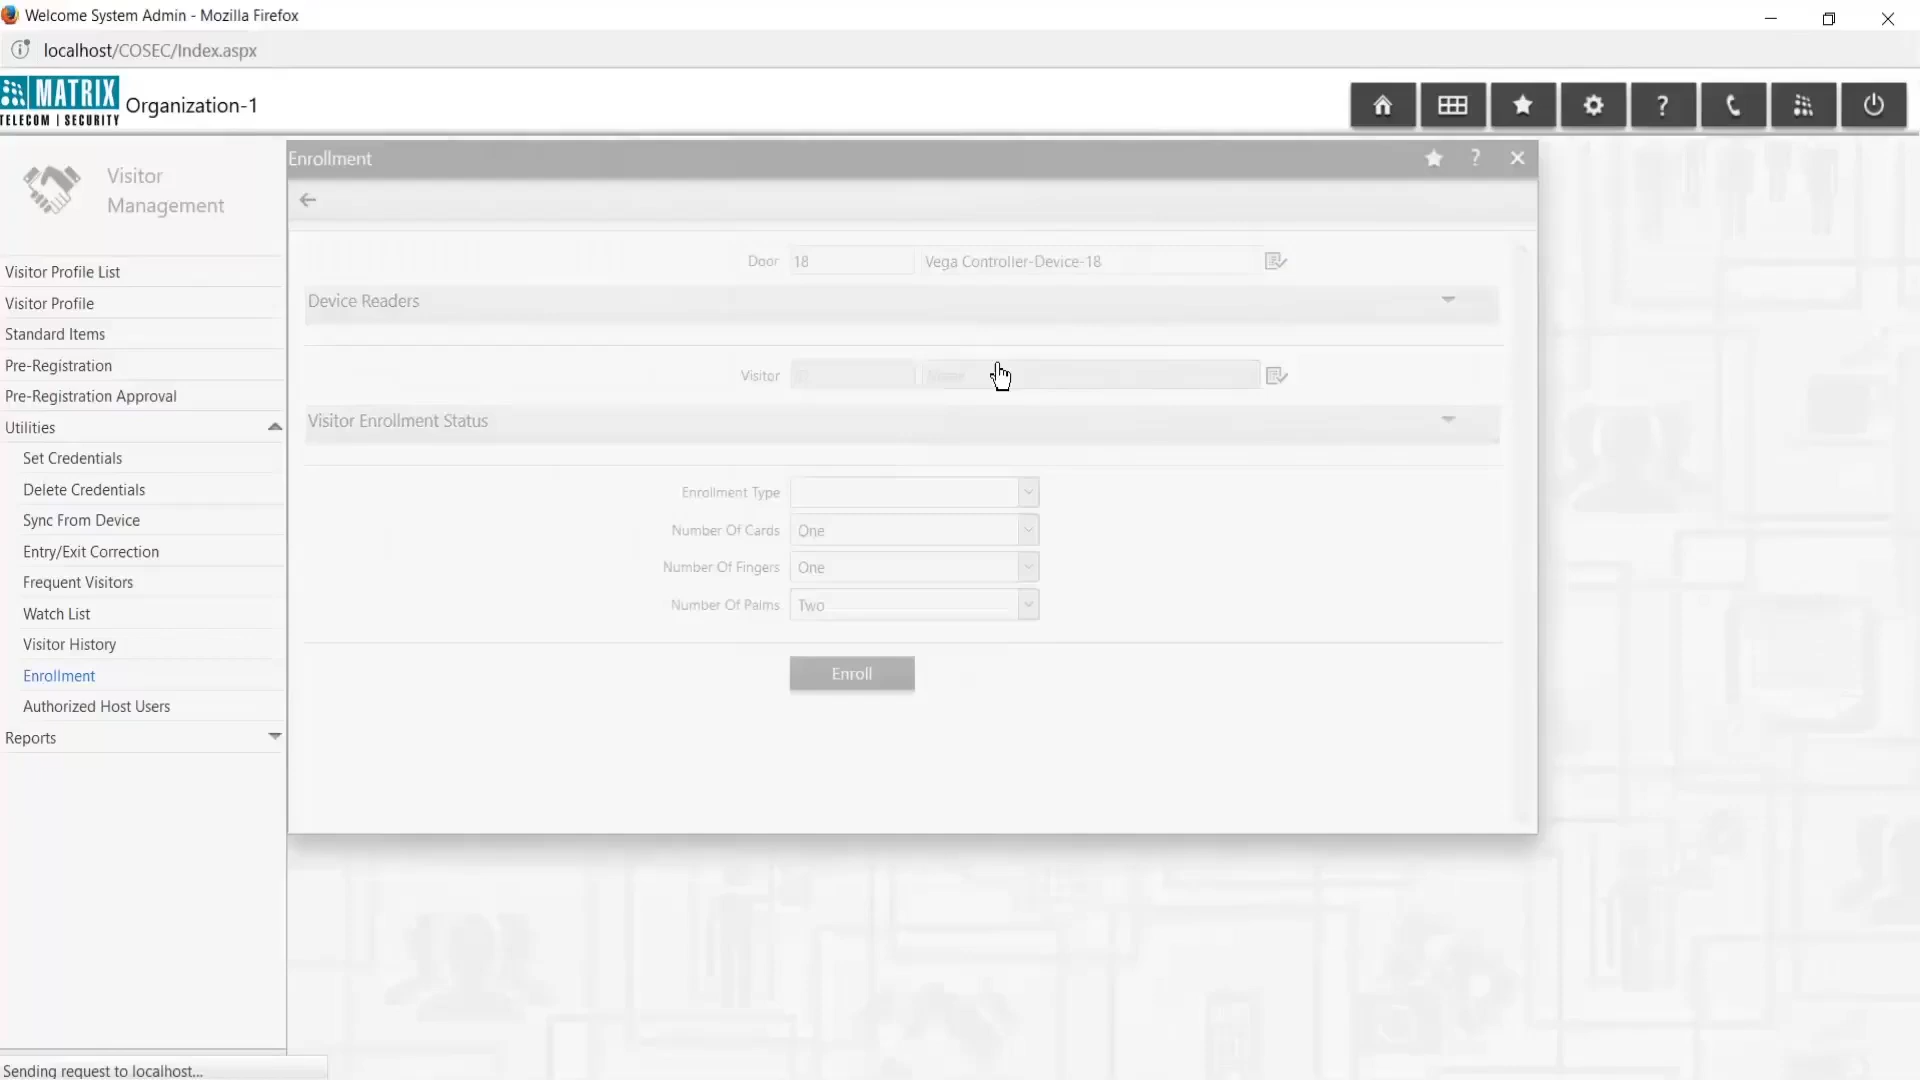 Welcome System Admin - Mozilla Firefox
localhost/COSEC/Index.aspx
MATRIX
TELECOM | SECURITY
Organization-1
Visitor
Management
Enrollment
Visitor Profile List
Visitor Profile
Standard Items
Pre-Registration
Pre-Registration Approval
Utilities
Set Credentials
Delete Credentials
Sync From Device
Entry/Exit Correction
Frequent Visitors
Watch List
Visitor History
Enrollment
Authorized Host Users
Reports
Door 18 Vega Controller-Device-18
Device Readers
Visitor ID Name
Visitor Enrollment Status
Enrollment Type
Number Of Cards One
Number Of Fingers One
Number Of Palms Two
Enroll
Sending request to localhost...